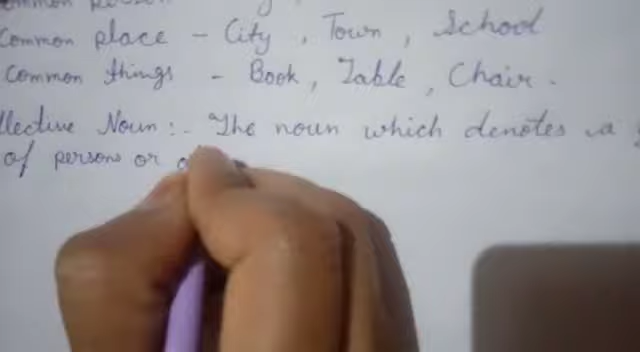 Common place - City , Town , School
Common things - Book , Table , Chair .
llective Noun :- The noun which denotes a
of persons or